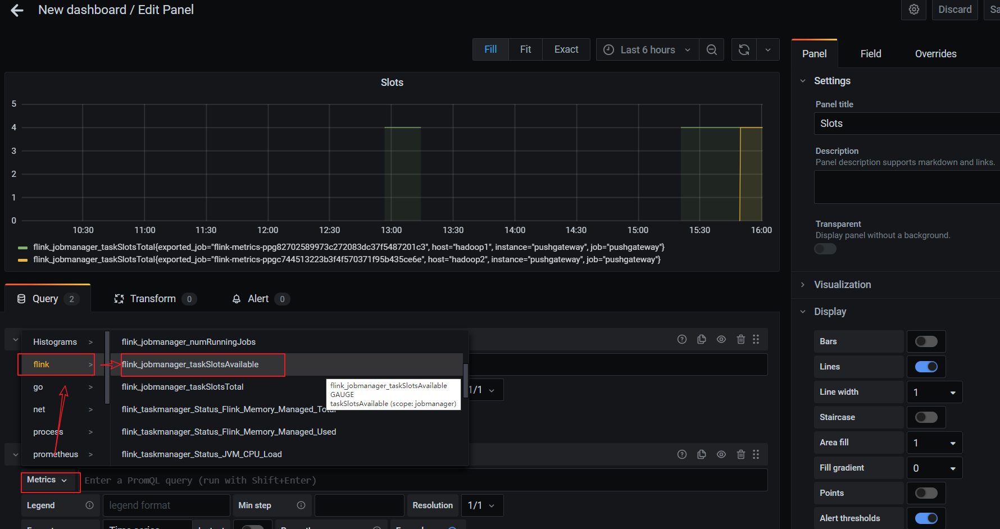 New dashboard / Edit Panel
Discard
Fill Fit Exact Last 6 hours
Panel Field Overrides
Slots
5
4
3
2
1
0
10:30 11:00 11:30 12:00 12:30 13:00 13:30 14:00 14:30 15:00 15:30 16:00
flink_jobmanager_taskSlotsTotal{exported_job="flink-metrics-ppg82702589973c272083dc37f5487201c3", host="hadoop1", instance="pushgateway", job="pushgateway"}
flink_jobmanager_taskSlotsTotal{exported_job="flink-metrics-ppgc744513223b3f4f570371f95b435ce6e", host="hadoop2", instance="pushgateway", job="pushgateway"}
Query 2 Transform 0 Alert 0
Histograms >
flink >
go >
net >
process >
prometheus >
flink_jobmanager_numRunningJobs
flink_jobmanager_taskSlotsAvailable
flink_jobmanager_taskSlotsTotal
flink_taskmanager_Status_Flink_Memory_Managed_Total
flink_taskmanager_Status_Flink_Memory_Managed_Used
flink_taskmanager_Status_JVM_CPU_Load
flink_jobmanager_taskSlotsAvailable
GAUGE
taskSlotsAvailable (scope: jobmanager)
1/1
Metrics Enter a PromQL query (run with Shift+Enter)
Legend legend format Min step Resolution 1/1
Time series
Settings
Panel title
Slots
Description
Panel description supports markdown and links.
Transparent
Display panel without a background.
Visualization
Display
Bars
Lines
Line width 1
Staircase
Area fill 1
Fill gradient 0
Points
Alert thresholds